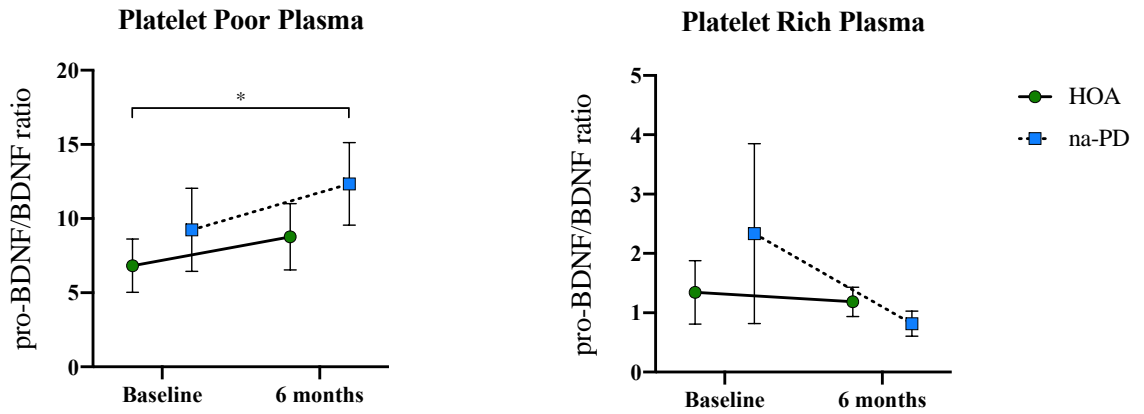 Platelet Poor Plasma
pro-BDNF/BDNF ratio
20
15
10
5
0
*
Baseline
6 months
Platelet Rich Plasma
pro-BDNF/BDNF ratio
5
4
3
2
1
0
Baseline
6 months
HOA
na-PD